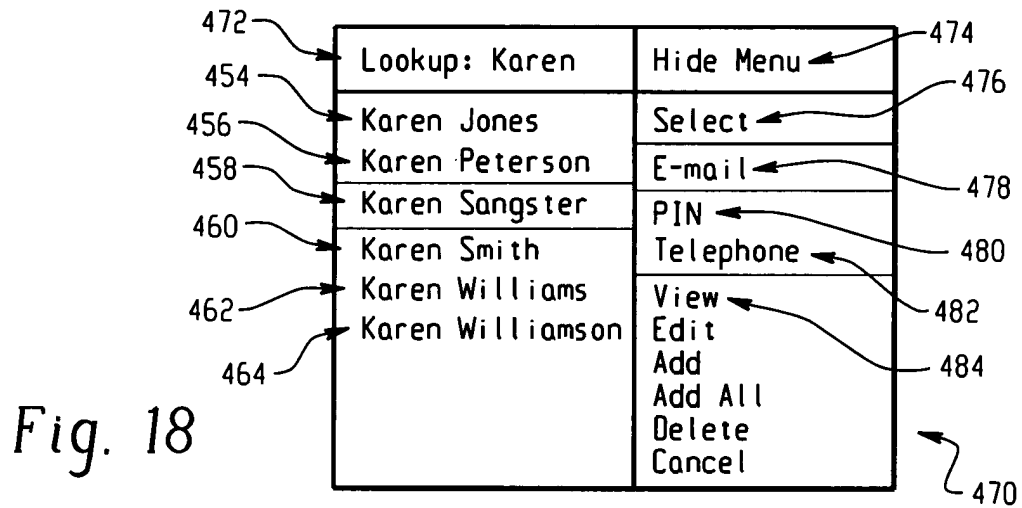 472
454
456
458
460
462
464
Lookup: Karen
Karen Jones
Karen Peterson
Karen Sangster
Karen Smith
Karen Williams
Karen Williamson
Hide Menu
Select
E-mail
PIN
Telephone
View
Edit
Add
Add All
Delete
Cancel
474
476
478
480
482
484
470
Fig. 18